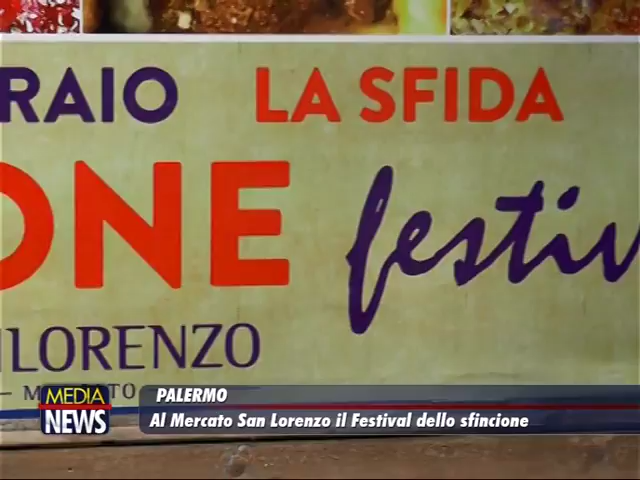 RAIO LA SFIDA
ONE festiv
LORENZO
MEDIA NEWS
PALERMO
Al Mercato San Lorenzo il Festival dello sfincione